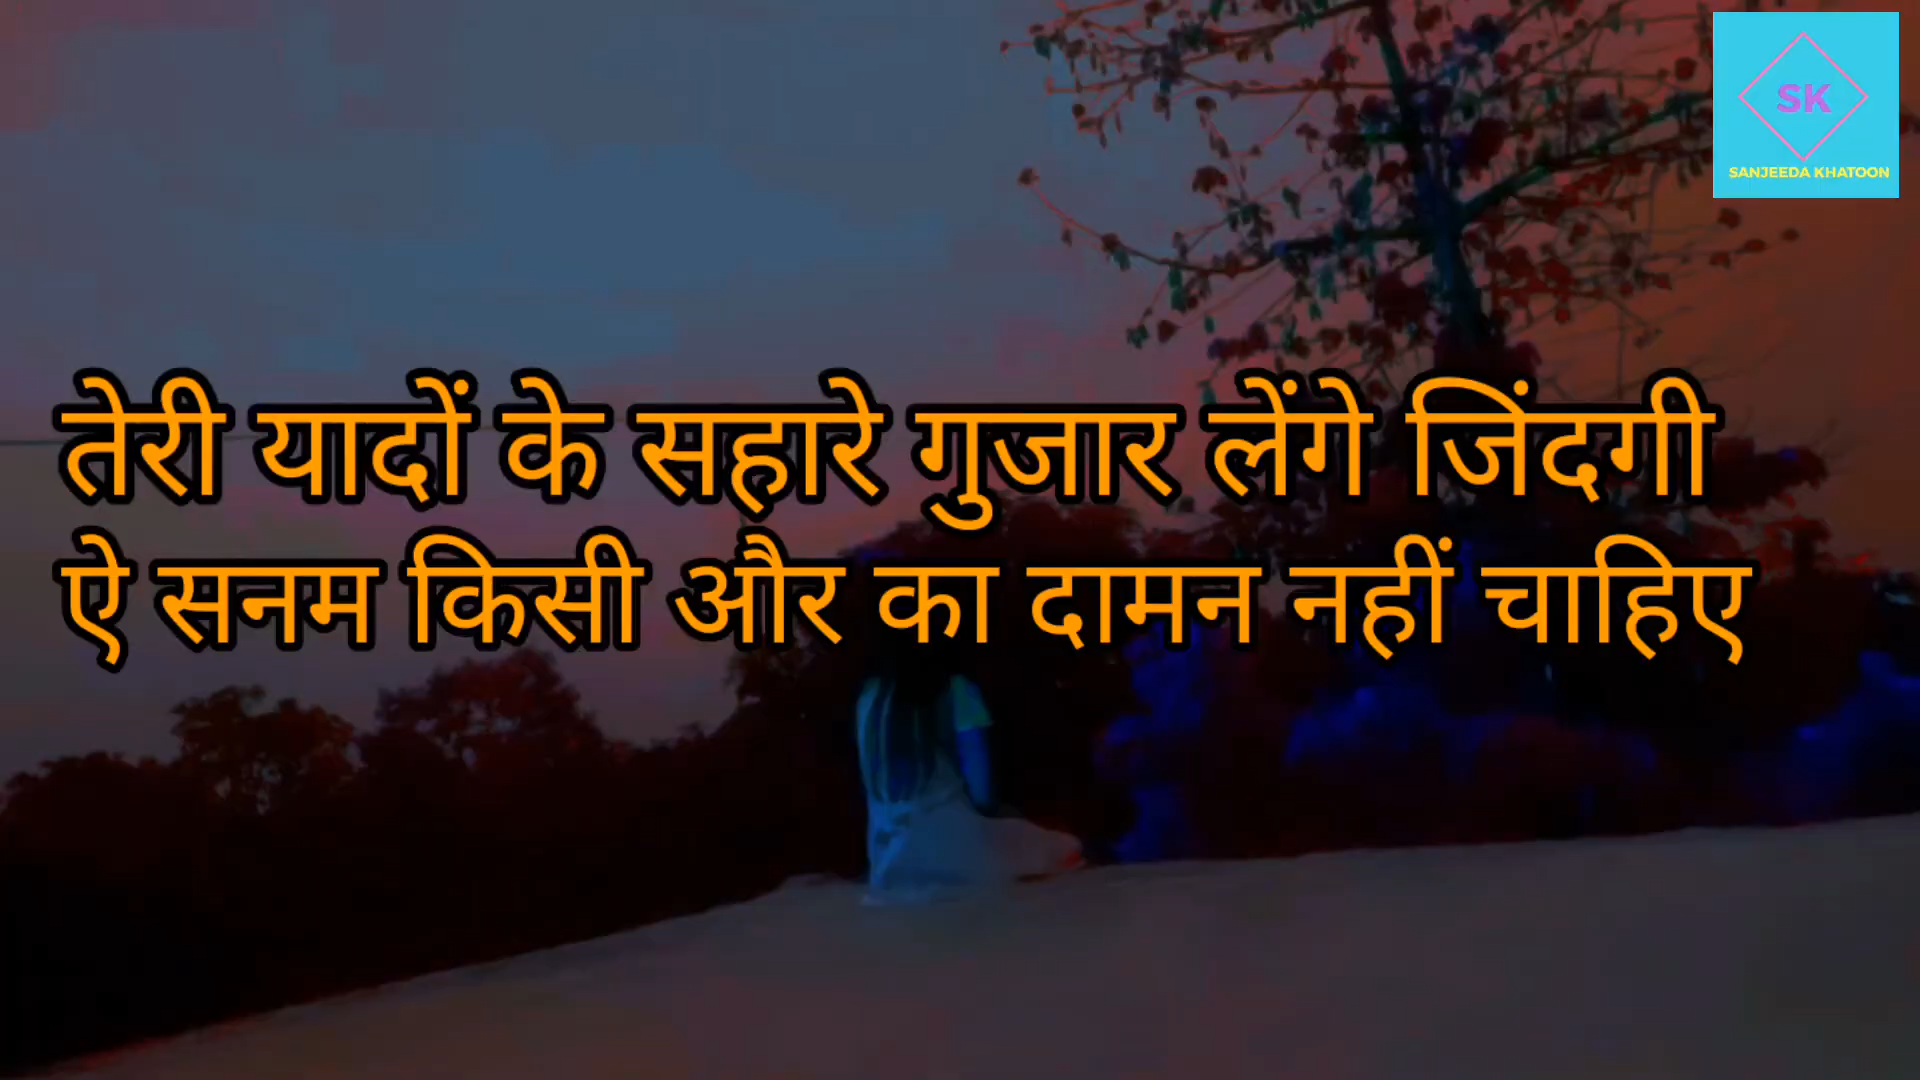 SK
SANJEEDA KHATOON
तेरी यादों के सहारे गुजार लेंगे जिंदगी
ऐ सनम किसी और का दामन नहीं चाहिए